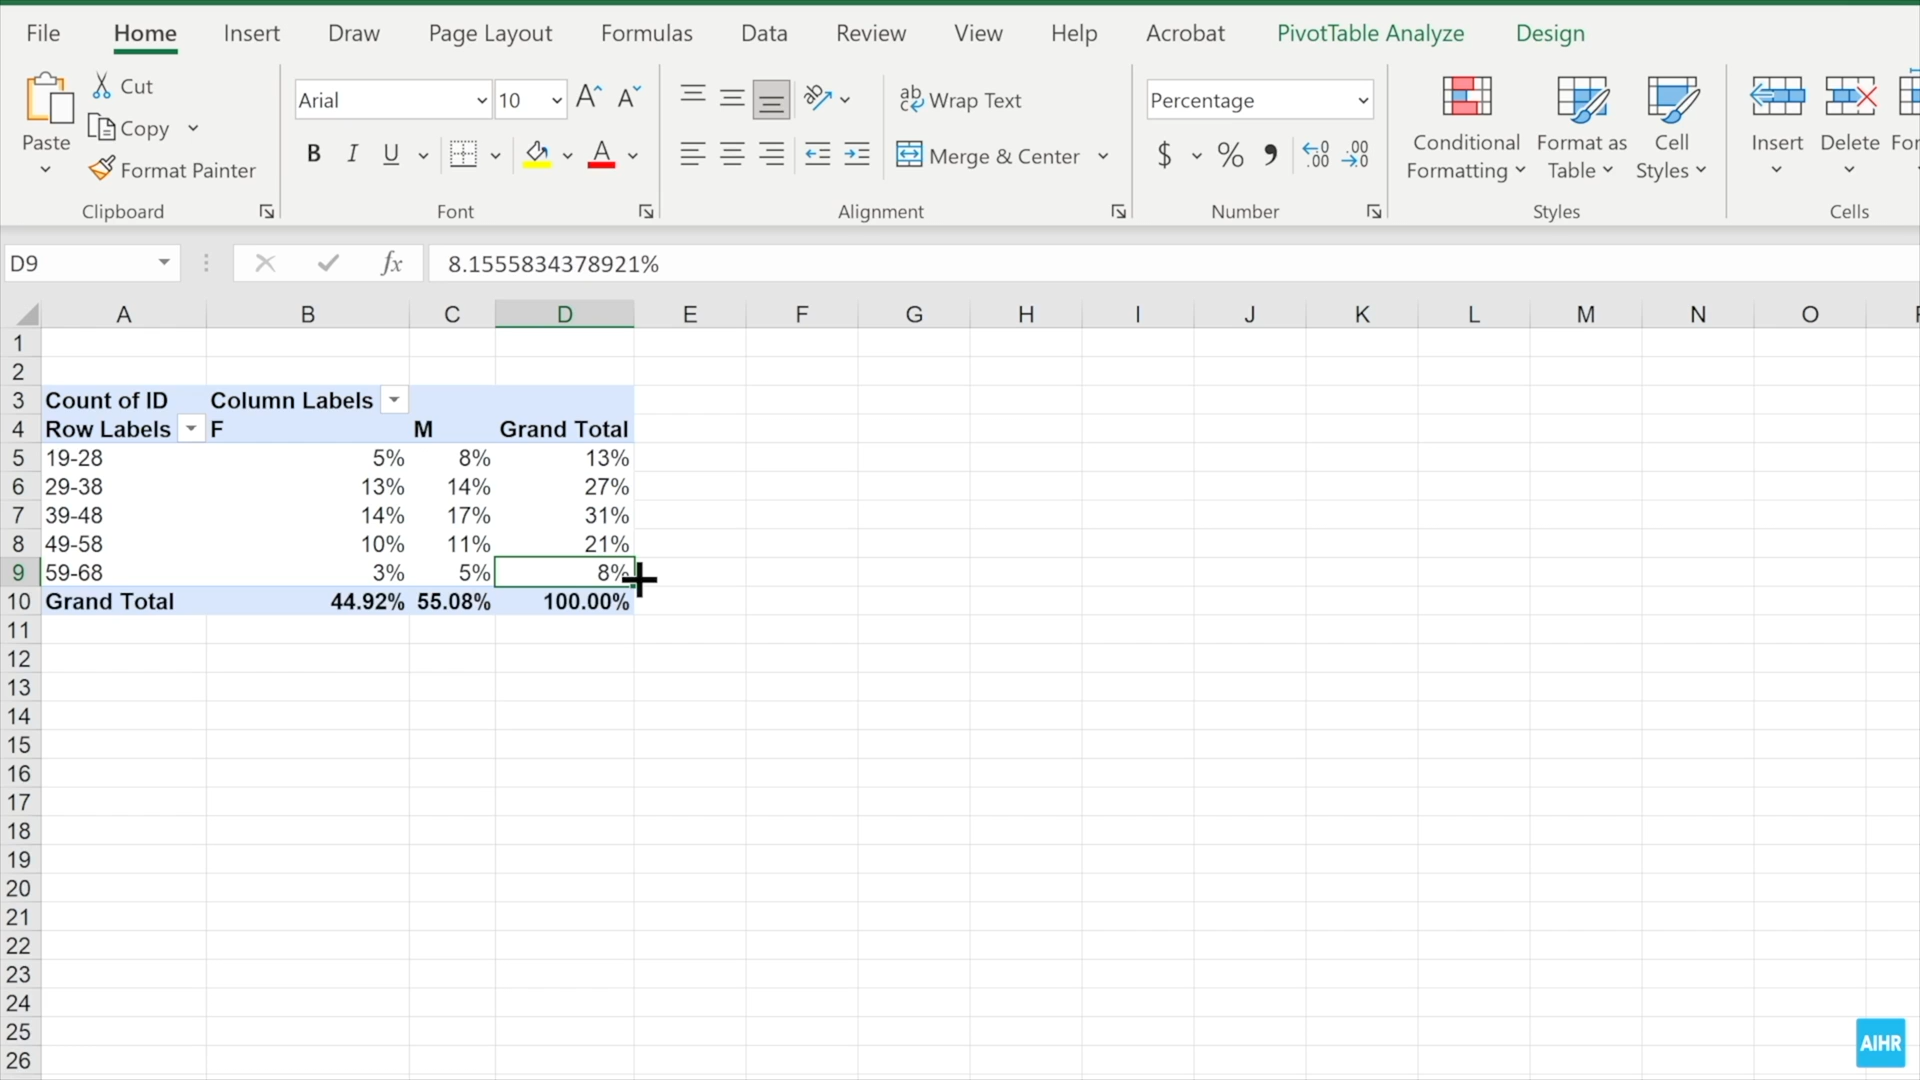 File Home Insert Draw Page Layout Formulas Data Review View Help Acrobat PivotTable Analyze Design
Paste
Cut
Copy
Format Painter
Clipboard
Arial 10 A A
B I U A
Font
ab Wrap Text
Merge & Center
Alignment
Percentage
$ % , .00 .00
Number
Conditional Formatting
Format as Table
Cell Styles
Styles
Insert
Delete
For
Cells
D9 fx 8.1555834378921%
A B C D E F G H I J K L M N O
1
2
3 Count of ID Column Labels
4 Row Labels F M Grand Total
5 19-28 5% 8% 13%
6 29-38 13% 14% 27%
7 39-48 14% 17% 31%
8 49-58 10% 11% 21%
9 59-68 3% 5% 8%
10 Grand Total 44.92% 55.08% 100.00%
11
12
13
14
15
16
17
18
19
20
21
22
23
24
25
26
AIHR